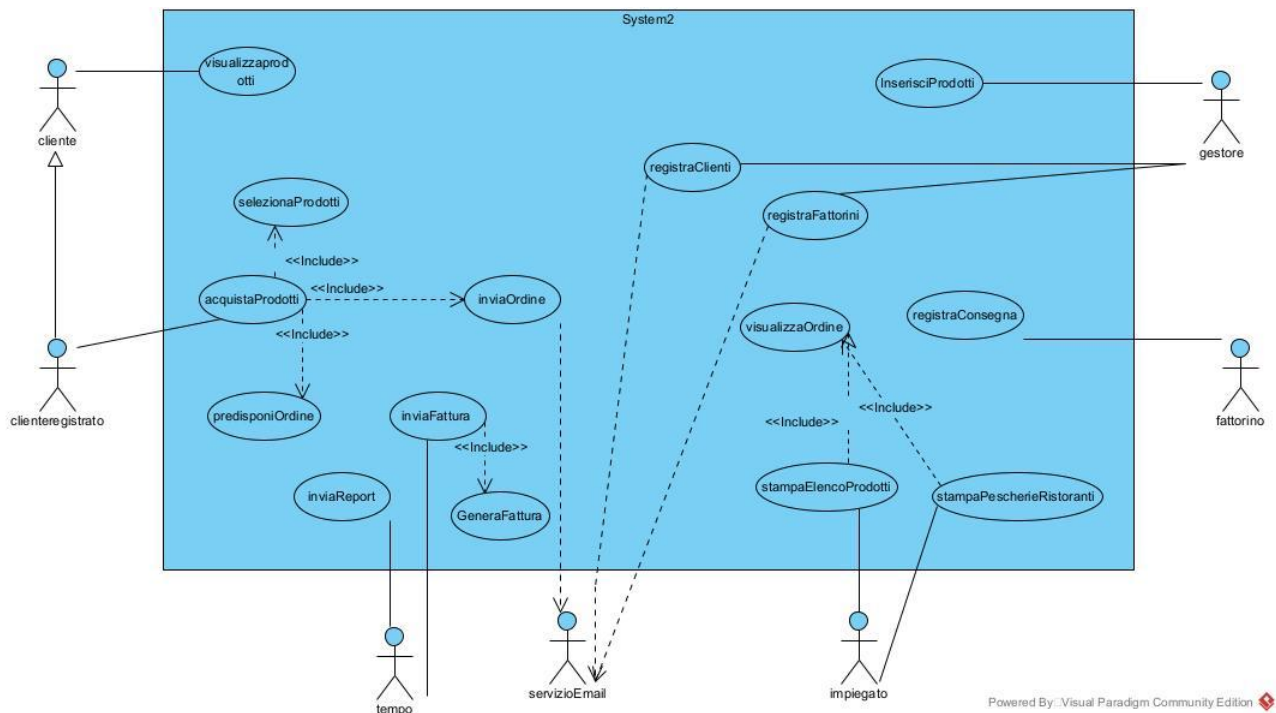 System2
visualizzaprod
otti
InserisciProdotti
cliente
gestore
registraClienti
selezionaProdotti
registraFattorini
<<Include>>
<<Include>>
acquistaProdotti
inviaOrdine
registraConsegna
visualizzaOrdine
<<Include>>
clienteregistrato
predisponiOrdine
inviaFattura
<<Include>>
fattorino
<<Include>>
<<Include>>
inviaReport
stampaElencoProdotti
stampaPescherieRistoranti
GeneraFattura
tempo
servizioEmail
impiegato
Powered By Visual Paradigm Community Edition